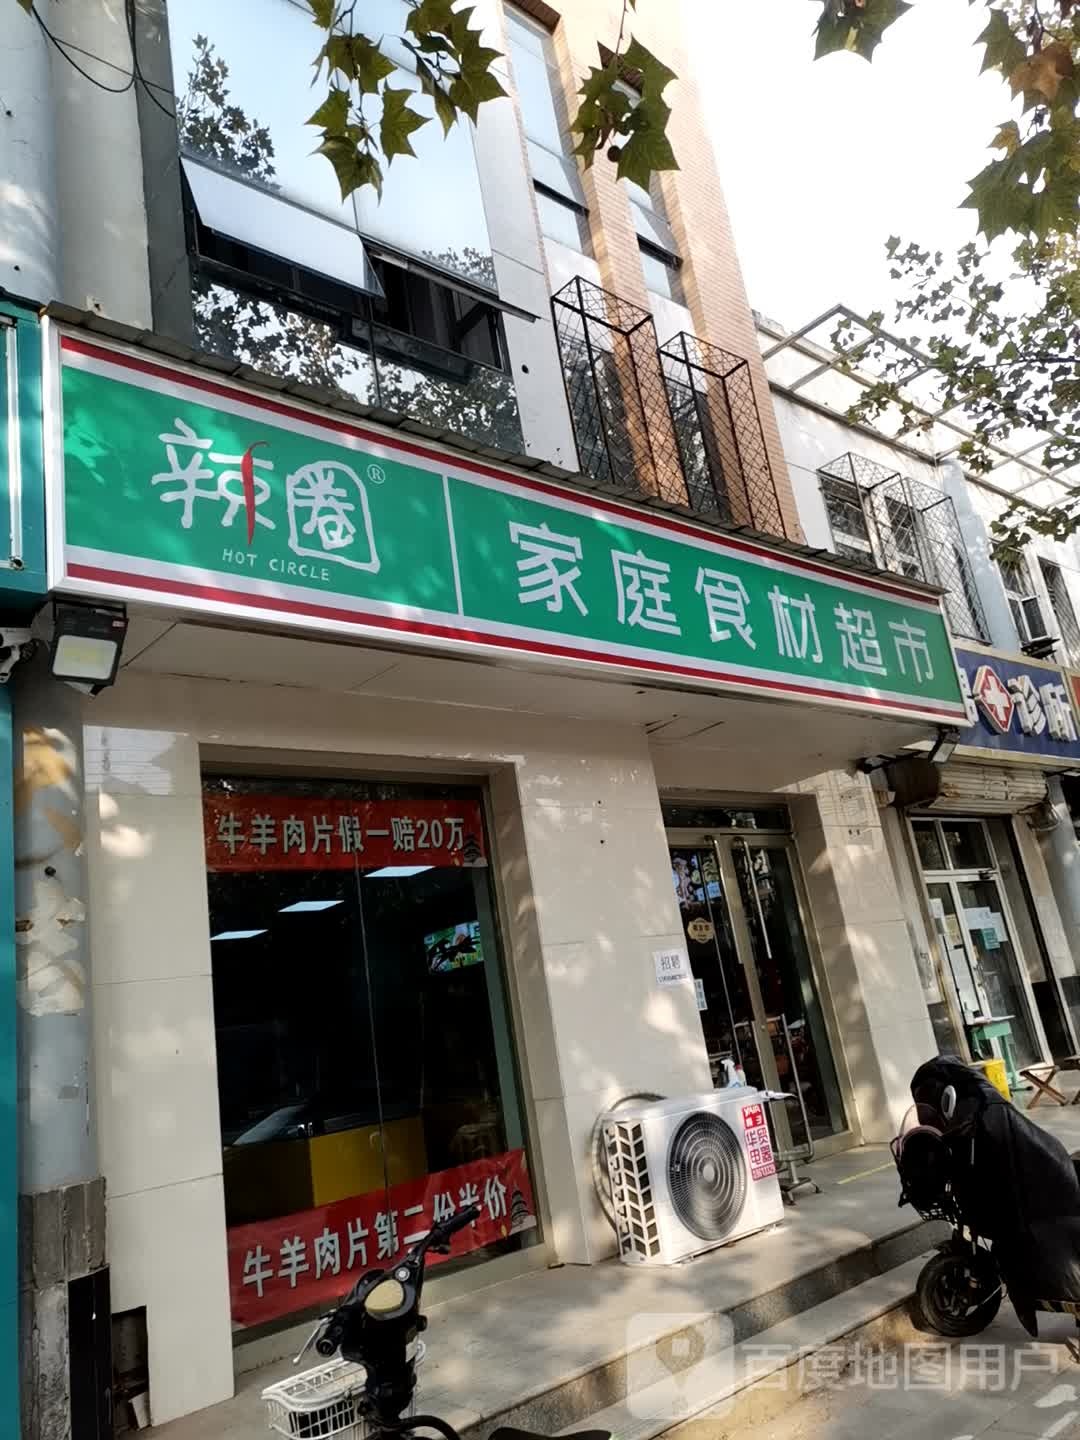 辣圈®
HOT CIRCLE
家庭食材超市
诊所
牛羊肉片假一赔20万
招聘
牛羊肉片第二份半价
华贸
电器
百度地图用户